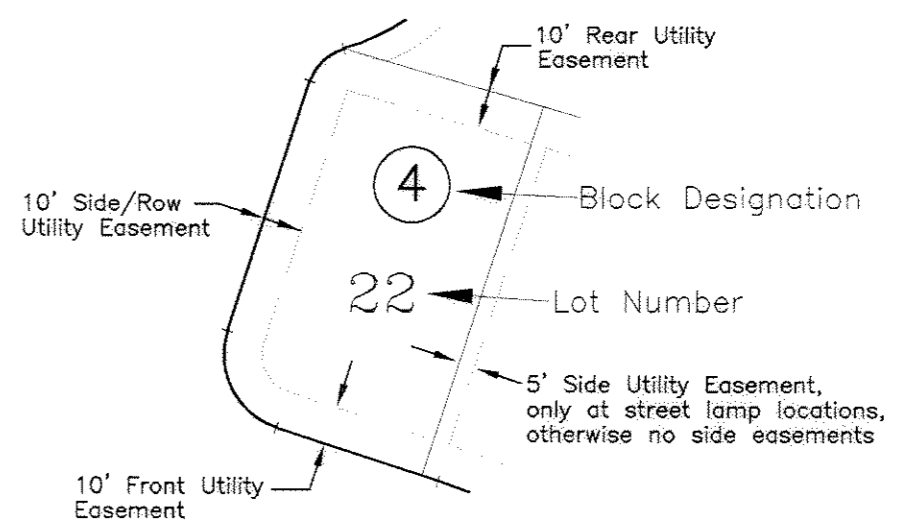 10' Rear Utility
Easement
4
Block Designation
10' Side/Row
Utility Easement
22
Lot Number
5' Side Utility Easement,
only at street lamp locations,
otherwise no side easements
10' Front Utility
Easement